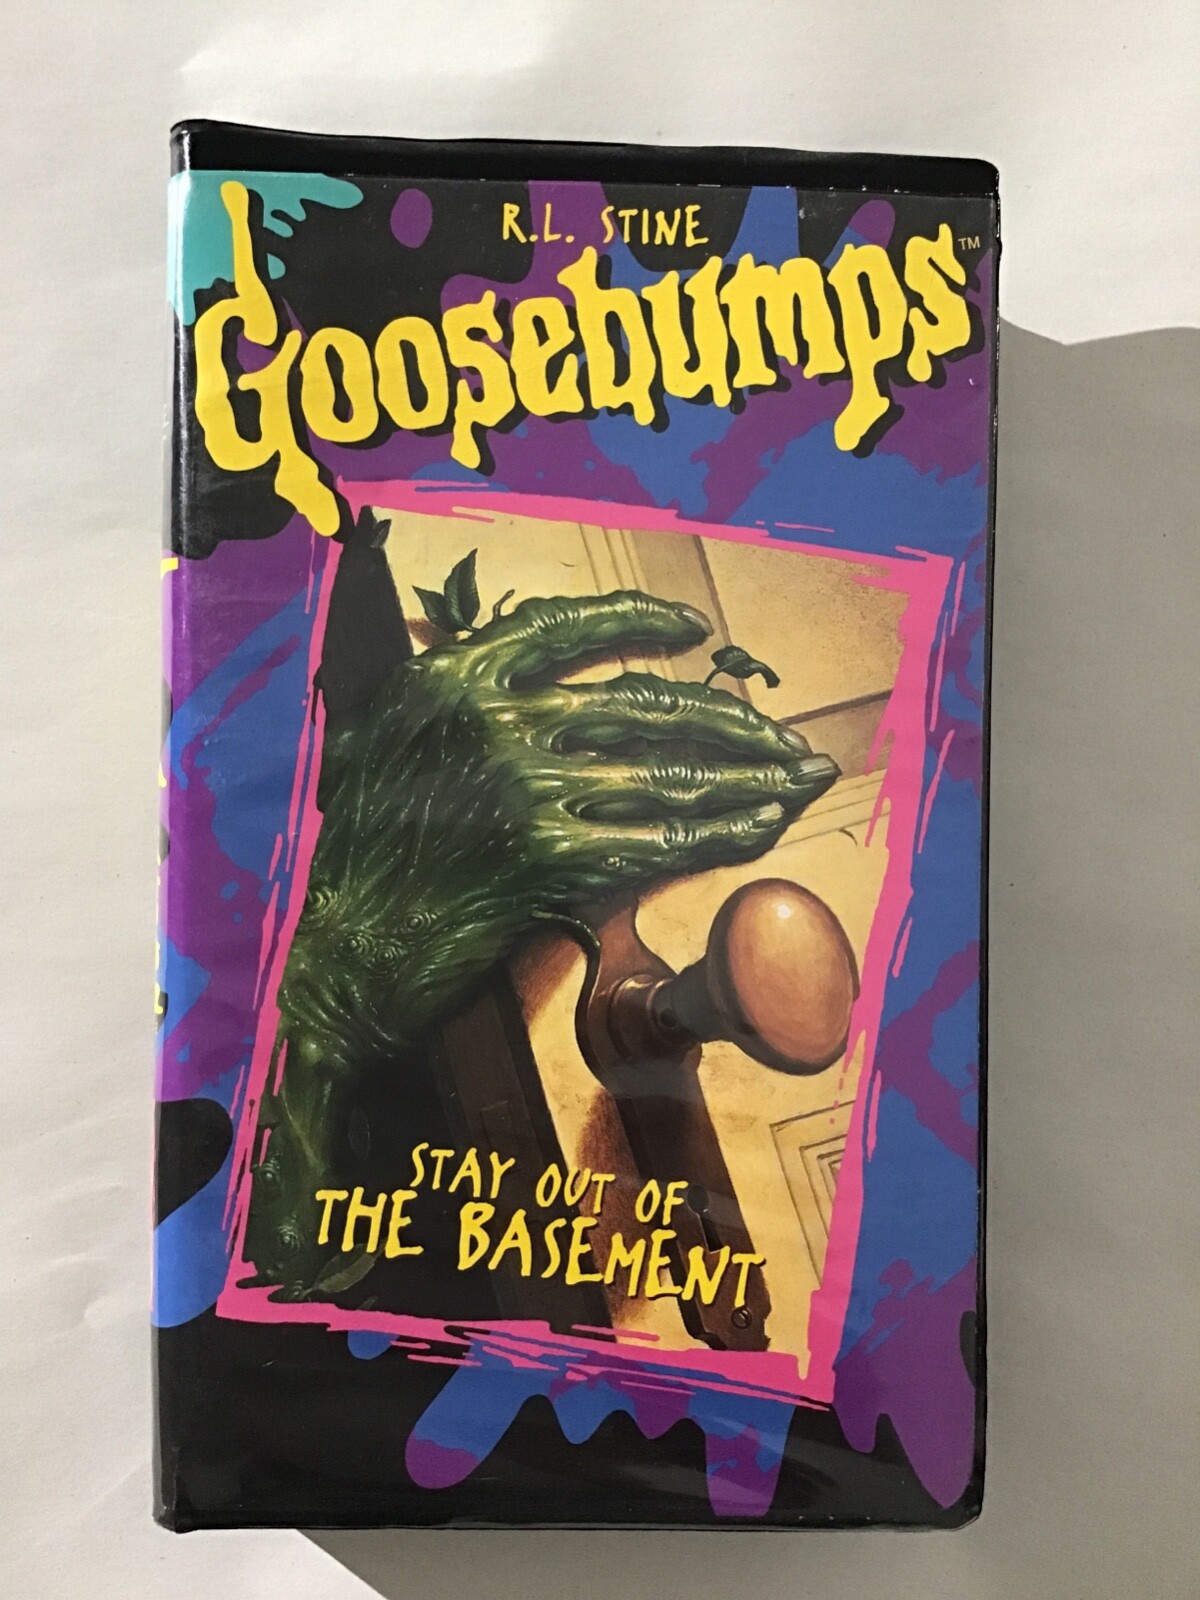 R.L. STINE
Goosebumps™
STAY OUT OF
THE BASEMENT